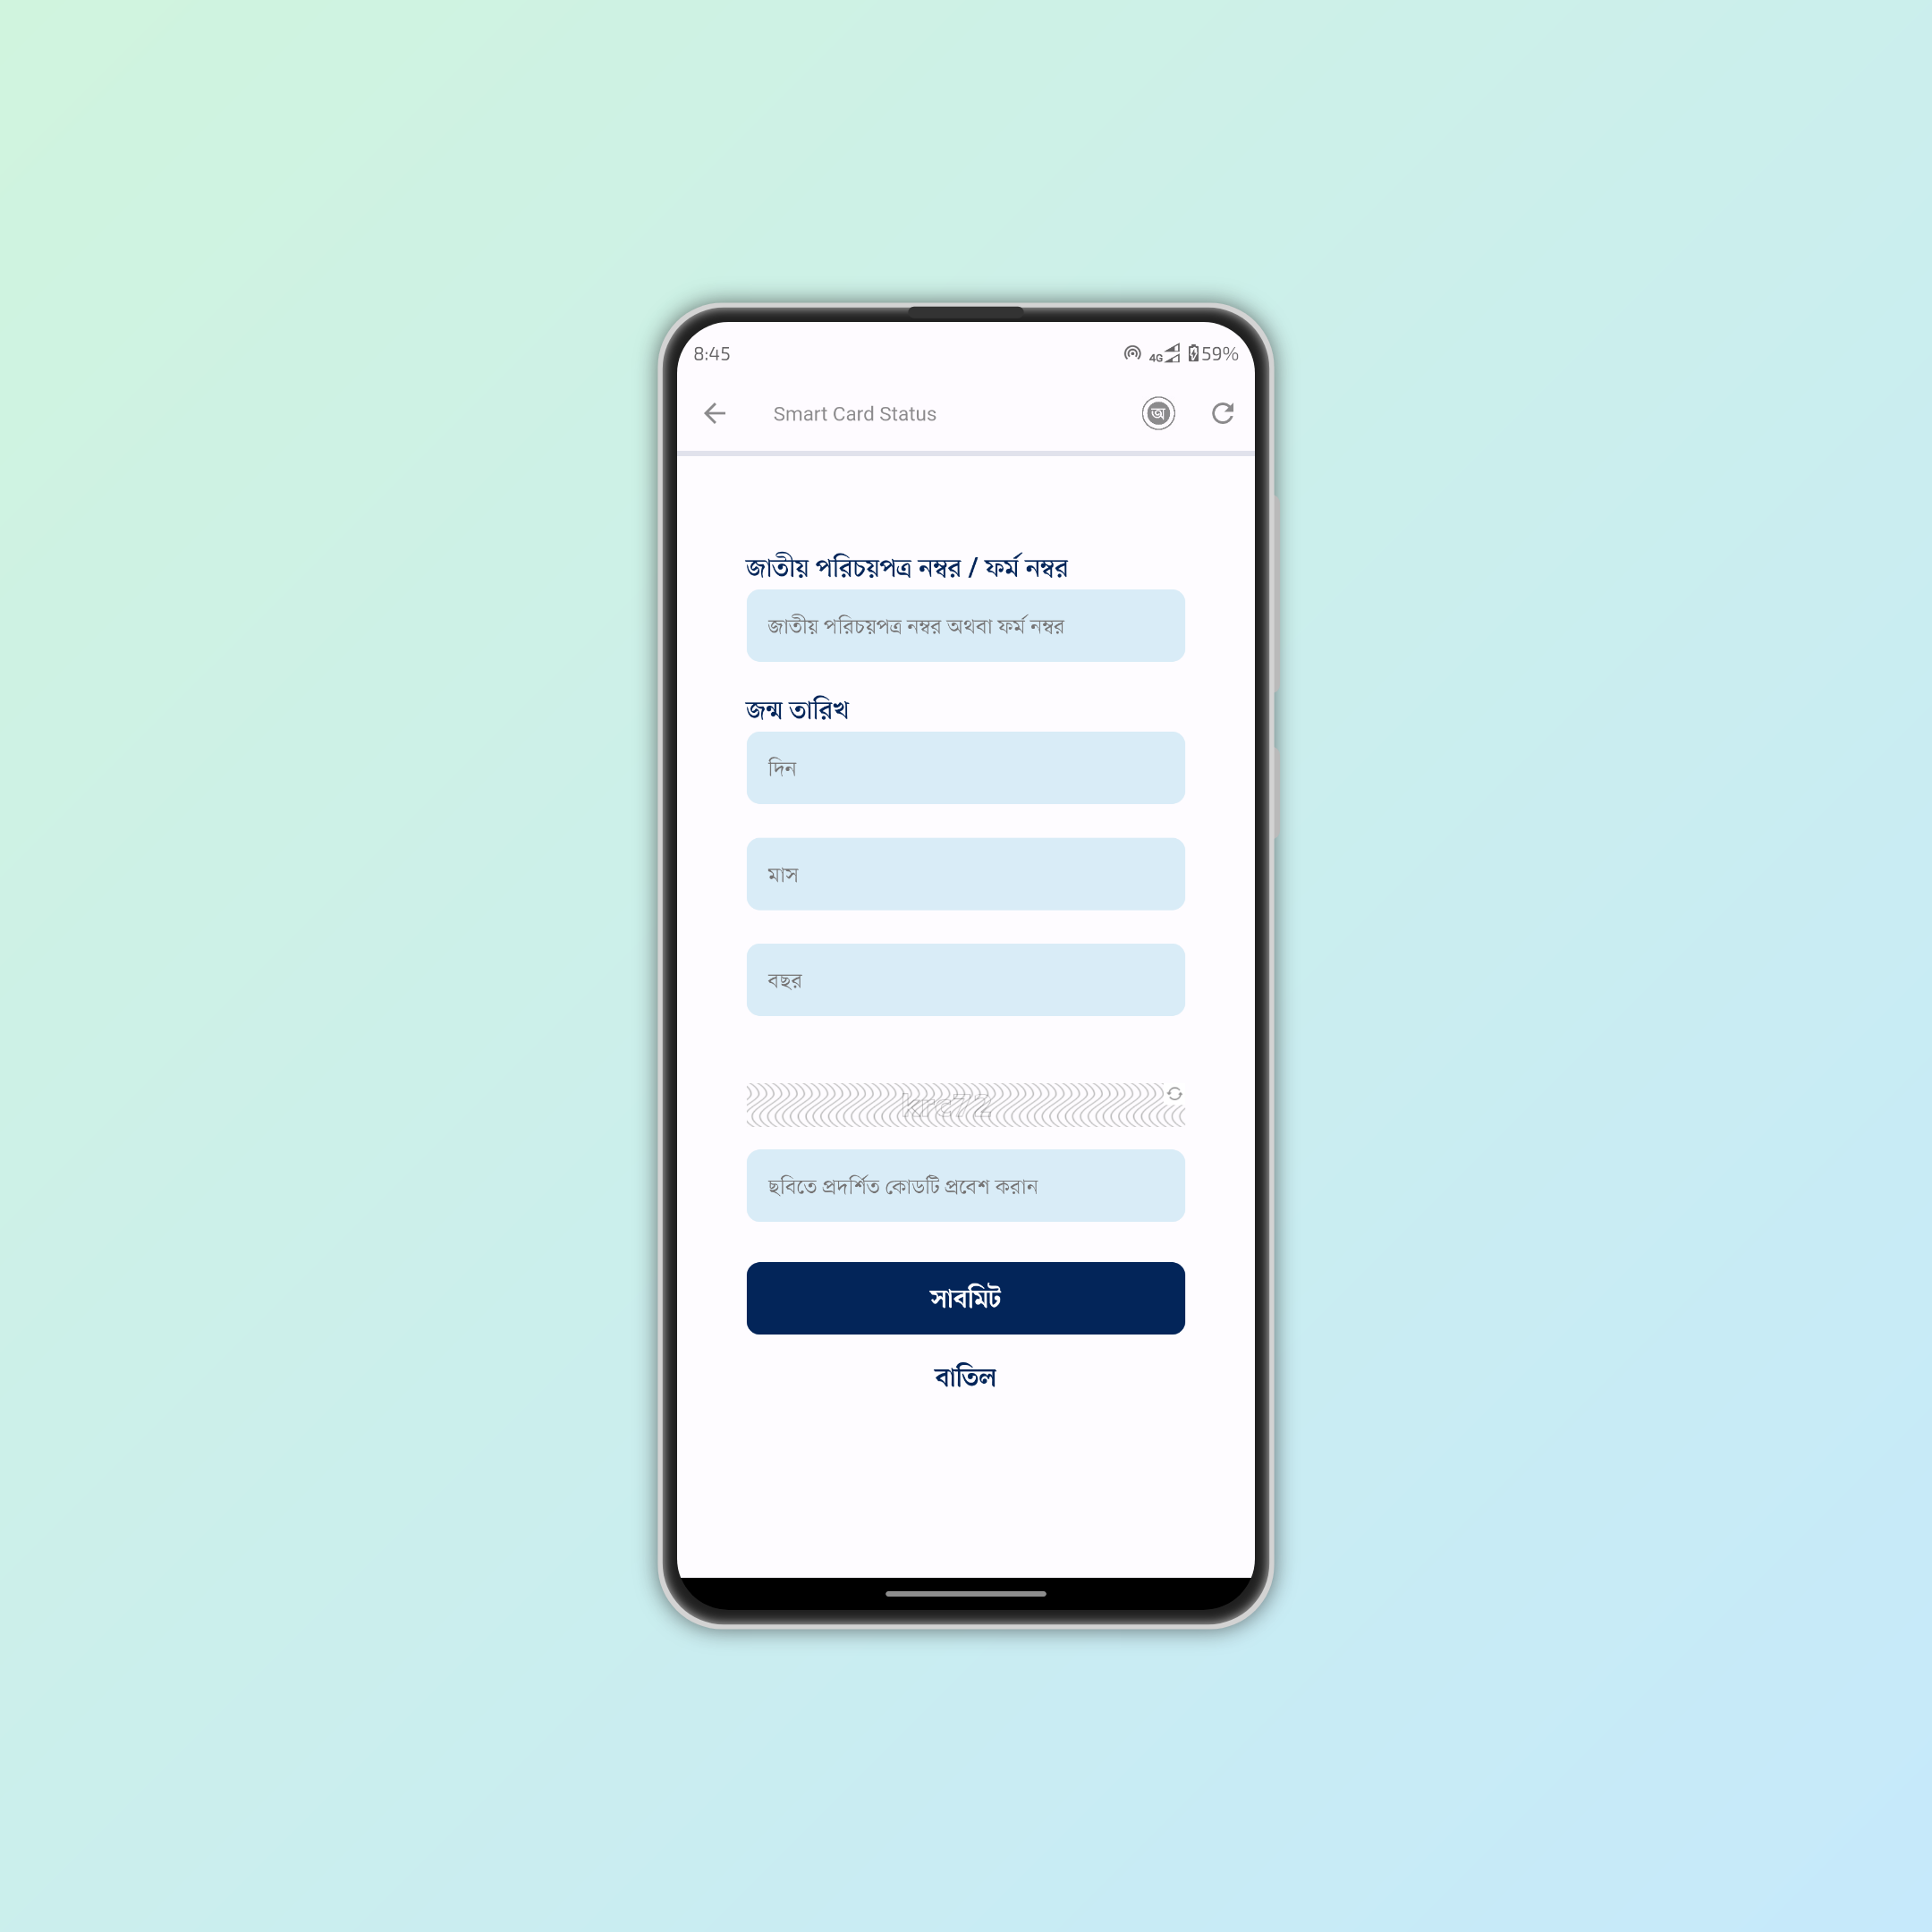 8:45
4G 59%
Smart Card Status
অ
জাতীয় পরিচয়পত্র নম্বর / ফর্ম নম্বর
জাতীয় পরিচয়পত্র নম্বর অথবা ফর্ম নম্বর
জন্ম তারিখ
দিন
মাস
বছর
ছবিতে প্রদর্শিত কোডটি প্রবেশ করান
সাবমিট
বাতিল